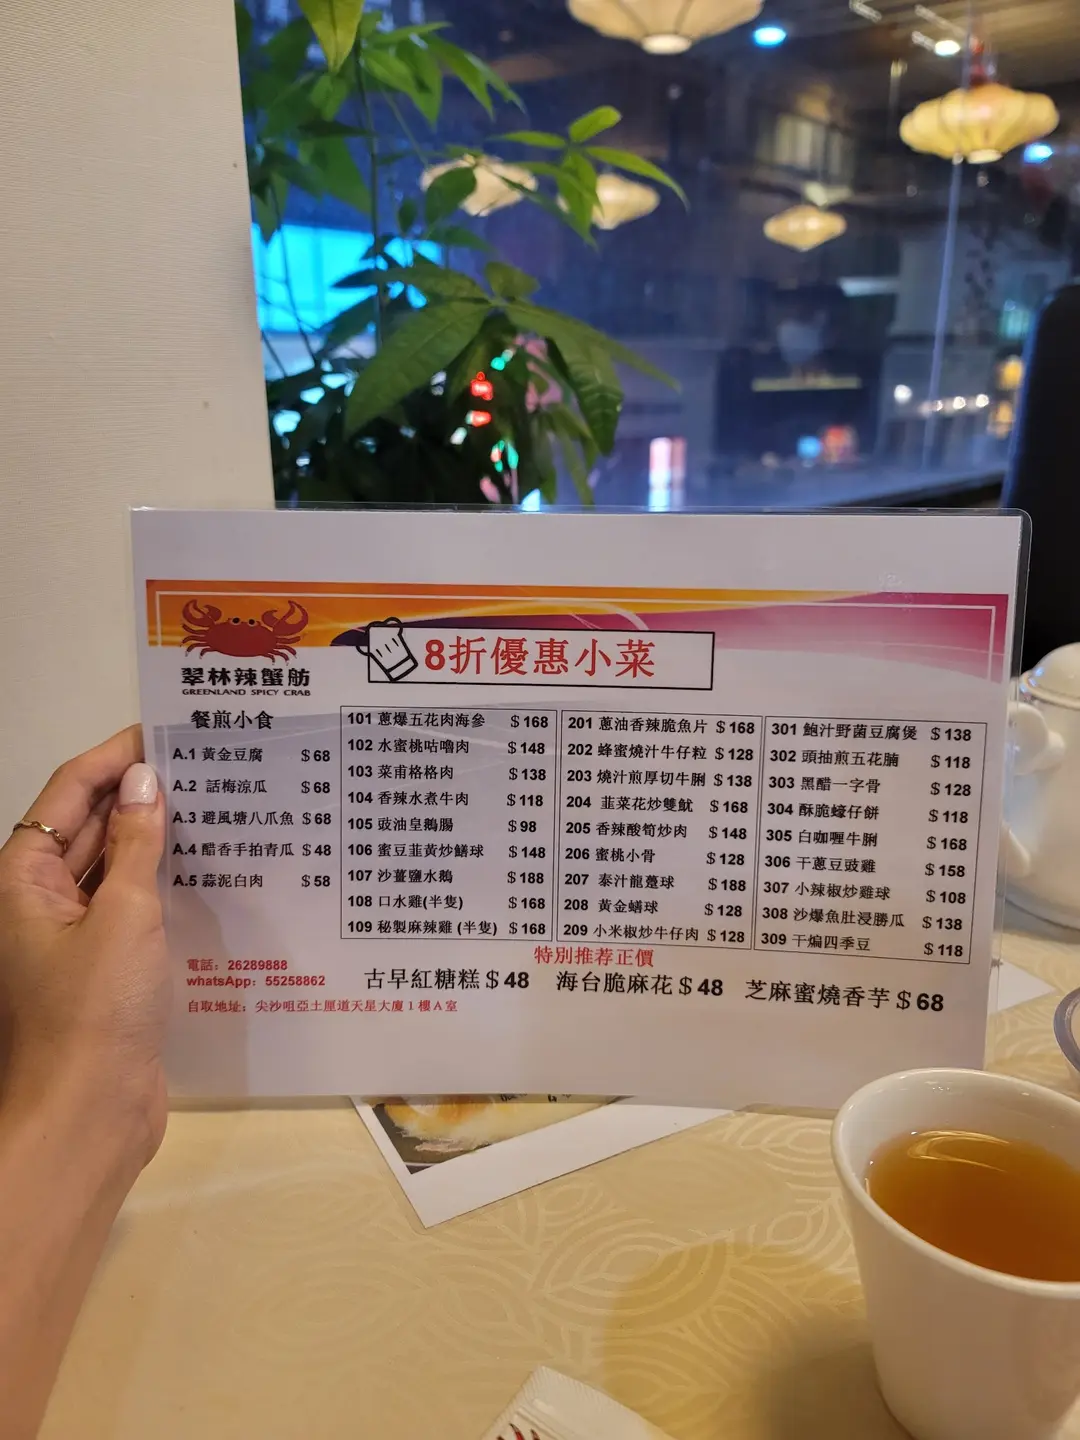 翠林辣蟹舫
GREENLAND SPICY CRAB
8折優惠小菜
餐煎小食
A.1 黃金豆腐 $68
A.2 話梅涼瓜 $68
A.3 避風塘八爪魚 $68
A.4 醋香手拍青瓜 $48
A.5 蒜泥白肉 $58
101 蔥爆五花肉海參 $168
102 水蜜桃咕嚕肉 $148
103 菜甫格格肉 $138
104 香辣水煮牛肉 $118
105 豉油皇鵝腸 $98
106 蜜豆韮黃炒鱔球 $148
107 沙薑鹽水鵝 $188
108 口水雞(半隻) $168
109 秘製麻辣雞 (半隻) $168
201 蔥油香辣脆魚片 $168
202 蜂蜜燒汁牛仔粒 $128
203 燒汁煎厚切牛脷 $138
204 韮菜花炒雙魷 $168
205 香辣酸筍炒肉 $148
206 蜜桃小骨 $128
207 泰汁龍躉球 $188
208 黃金鱔球 $128
209 小米椒炒牛仔肉 $128
301 鮑汁野菌豆腐煲 $138
302 頭抽煎五花腩 $118
303 黑醋一字骨 $128
304 酥脆蠔仔餅 $118
305 白咖喱牛脷 $168
306 干蔥豆豉雞 $158
307 小辣椒炒雞球 $108
308 沙爆魚肚浸勝瓜 $138
309 干煸四季豆 $118
特別推荐正價
古早紅糖糕 $48 海台脆麻花 $48 芝麻蜜燒香芋 $68
電話：26289888
whatsApp：55258862
自取地址：尖沙咀亞士厘道天星大廈1樓A室